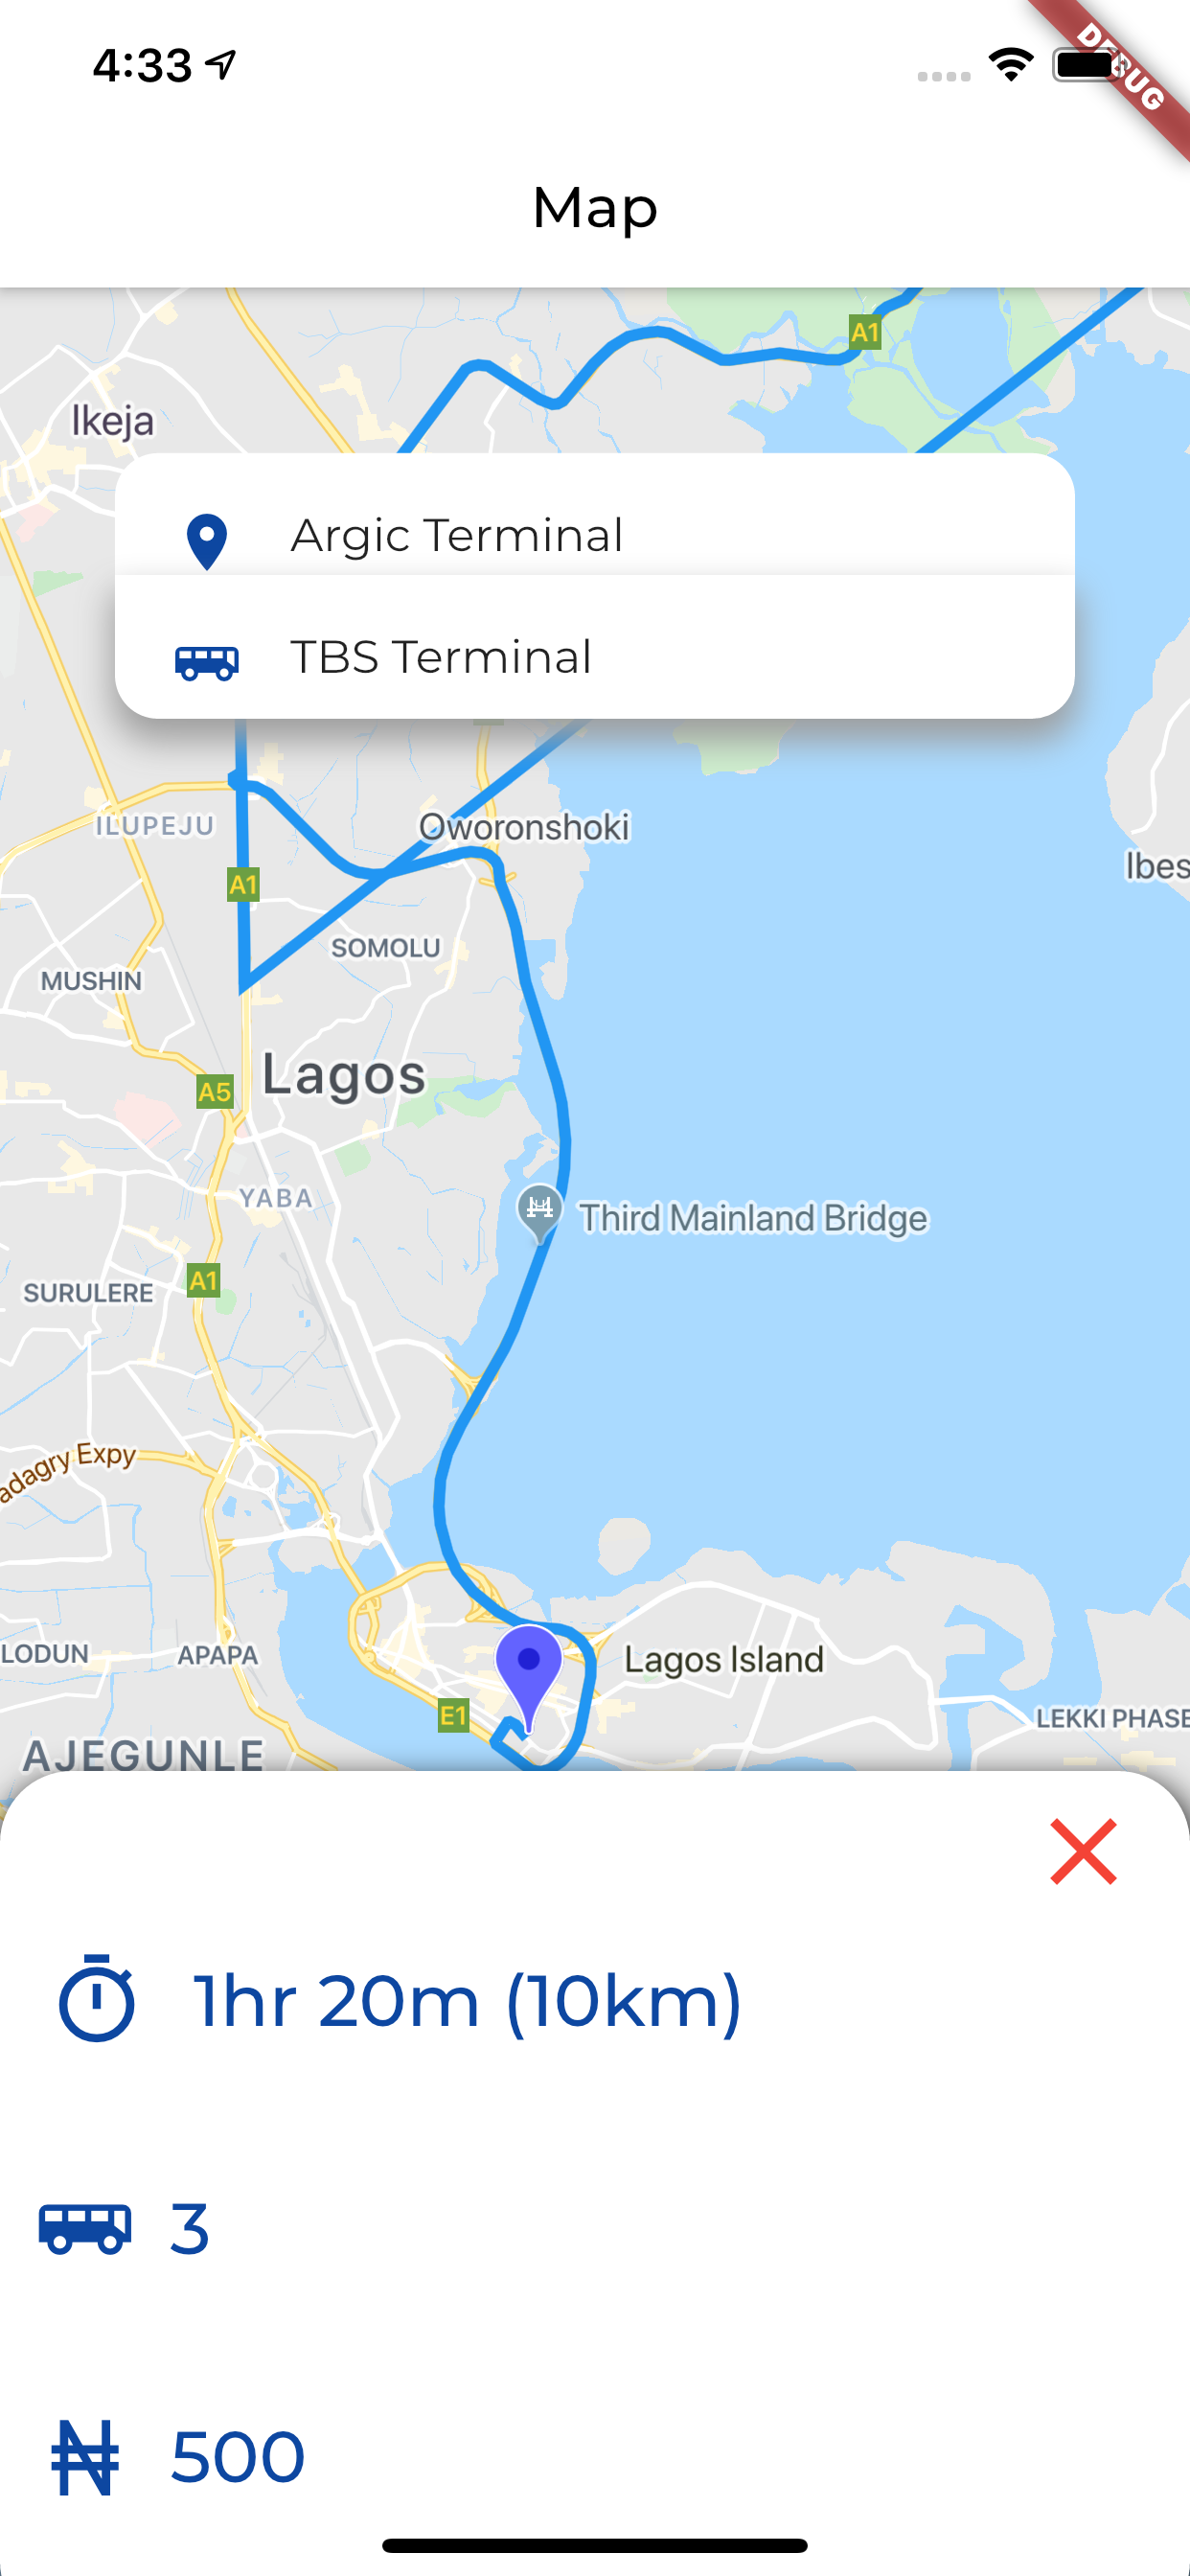 4:33
DEBUG
Map
A1
Ikeja
Argic Terminal
TBS Terminal
ILUPEJU
Oworonshoki
Ibes
A1
SOMOLU
MUSHIN
Lagos
A5
YABA
Third Mainland Bridge
A1
SURULERE
adagry Expy
LODUN
APAPA
Lagos Island
E1
LEKKI PHASE
AJEGUNLE
1hr 20m (10km)
3
₦ 500